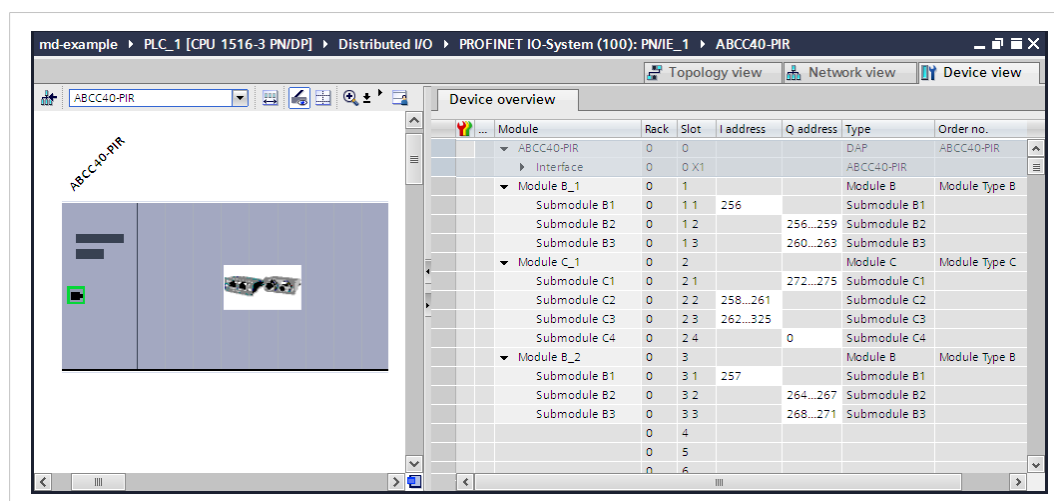 md-example ▸ PLC_1 [CPU 1516-3 PN/DP] ▸ Distributed I/O ▸ PROFINET IO-System (100): PN/IE_1 ▸ ABCC40-PIR
Topology view Network view Device view
ABCC40-PIR
Device overview
... Module Rack Slot I address Q address Type Order no.
ABCC40-PIR 0 0 DAP ABCC40-PIR
Interface 0 0 X1 ABCC40-PIR
Module B_1 0 1 Module B Module Type B
Submodule B1 0 1 1 256 Submodule B1
Submodule B2 0 1 2 256...259 Submodule B2
Submodule B3 0 1 3 260...263 Submodule B3
Module C_1 0 2 Module C Module Type C
Submodule C1 0 2 1 272...275 Submodule C1
Submodule C2 0 2 2 258...261 Submodule C2
Submodule C3 0 2 3 262...325 Submodule C3
Submodule C4 0 2 4 0 Submodule C4
Module B_2 0 3 Module B Module Type B
Submodule B1 0 3 1 257 Submodule B1
Submodule B2 0 3 2 264...267 Submodule B2
Submodule B3 0 3 3 268...271 Submodule B3
0 4
0 5
0 6
ABCC40-PIR